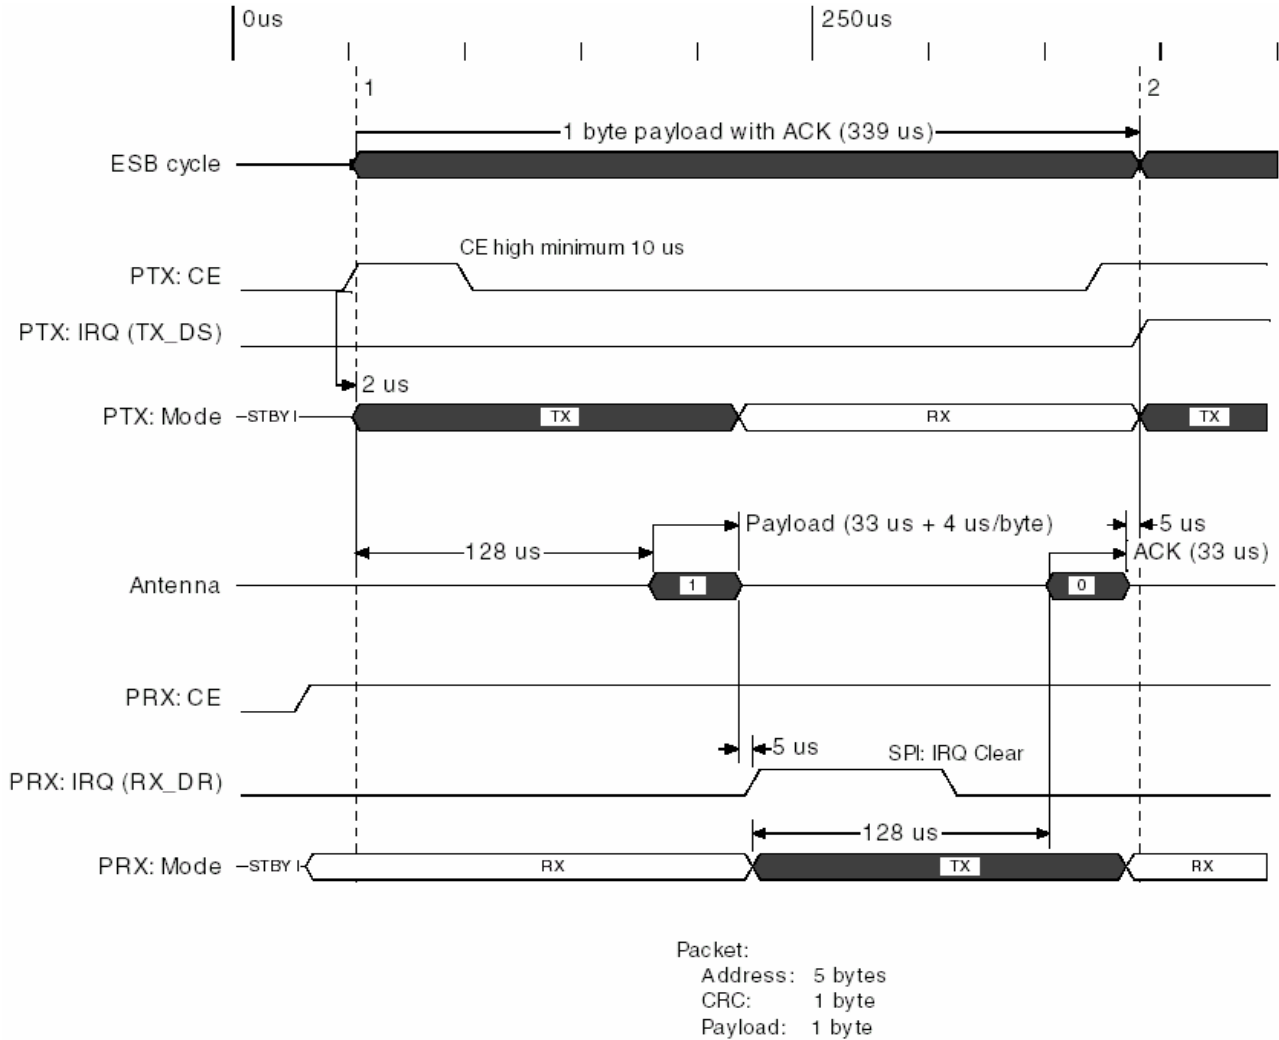 0us 250us
1 2
1 byte payload with ACK (339 us)
ESB cycle
CE high minimum 10 us
PTX: CE
PTX: IRQ (TX_DS)
2 us
PTX: Mode STBY I TX RX TX
Payload (33 us + 4 us/byte) 5 us
128 us ACK (33 us)
Antenna 1 0
PRX: CE
5 us SPI: IRQ Clear
PRX: IRQ (RX_DR)
128 us
PRX: Mode STBY I RX TX RX
Packet:
Address: 5 bytes
CRC: 1 byte
Payload: 1 byte